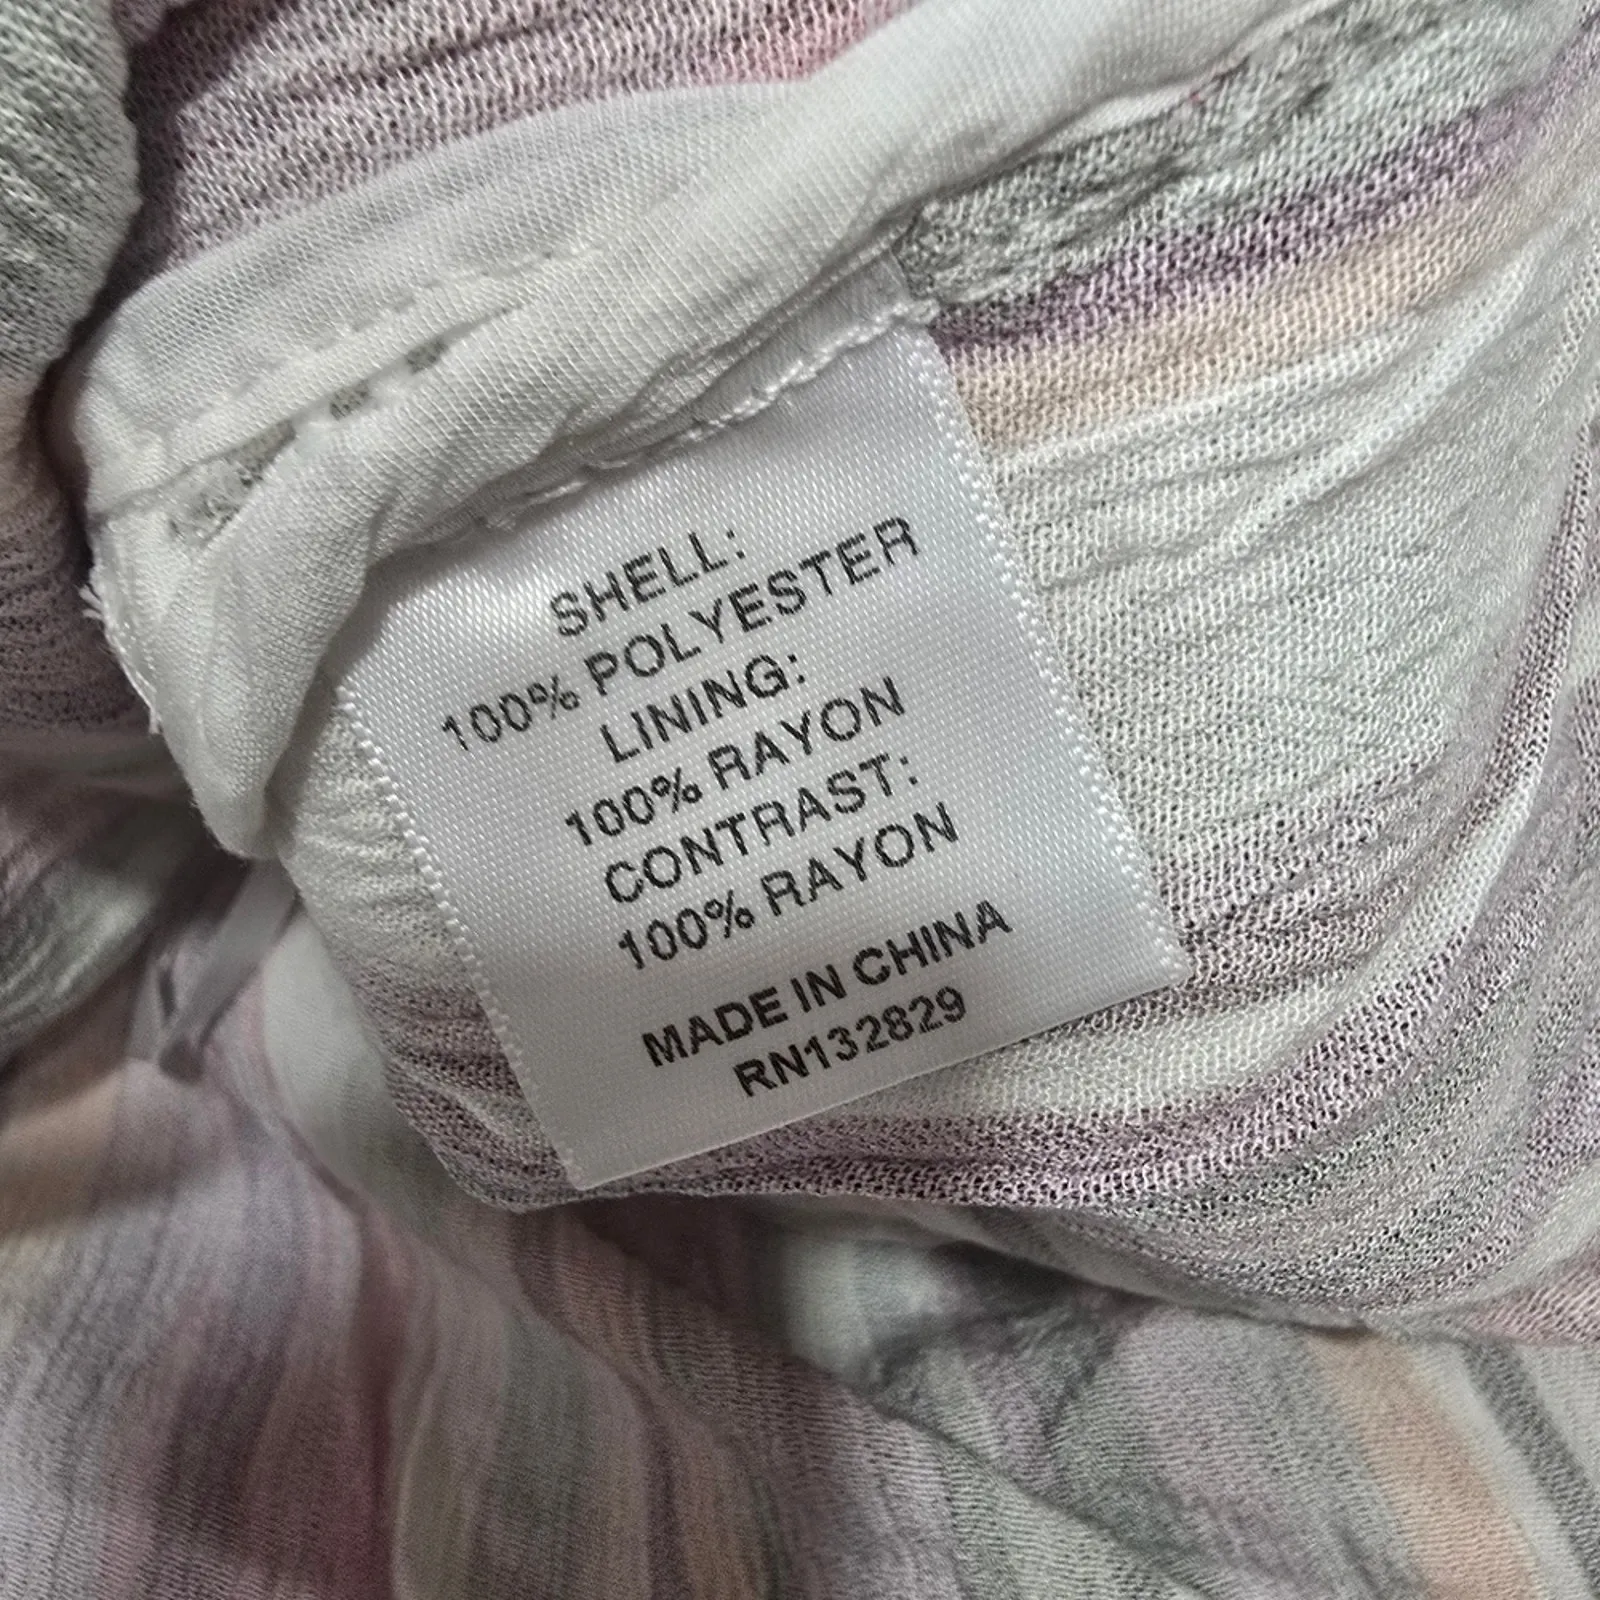 SHELL:
100% POLYESTER
LINING:
100% RAYON
CONTRAST:
100% RAYON
MADE IN CHINA
RN132829